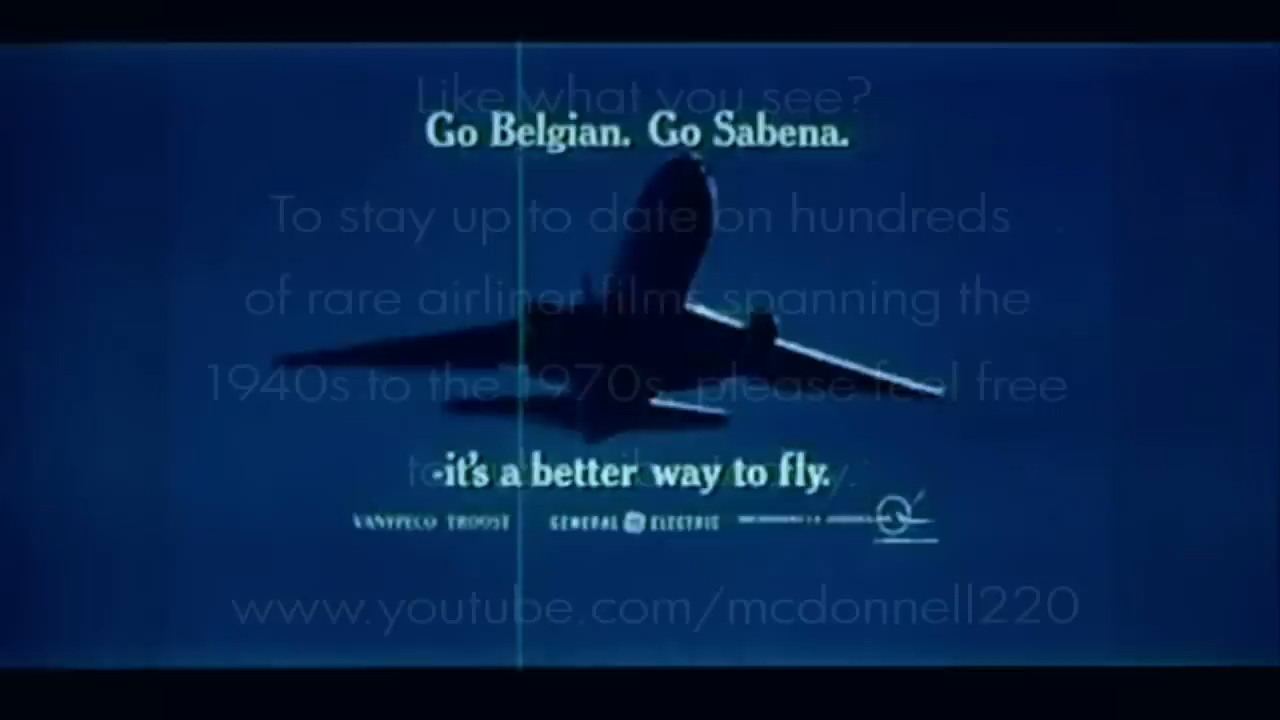 Like what you see?
Go Belgian. Go Sabena.
To stay up to date on hundreds
of rare airliner films spanning the
1940s to the 1970s, please feel free
-it's a better way to fly.
GENERAL GE ELECTRIC
www.youtube.com/mcdonnell220